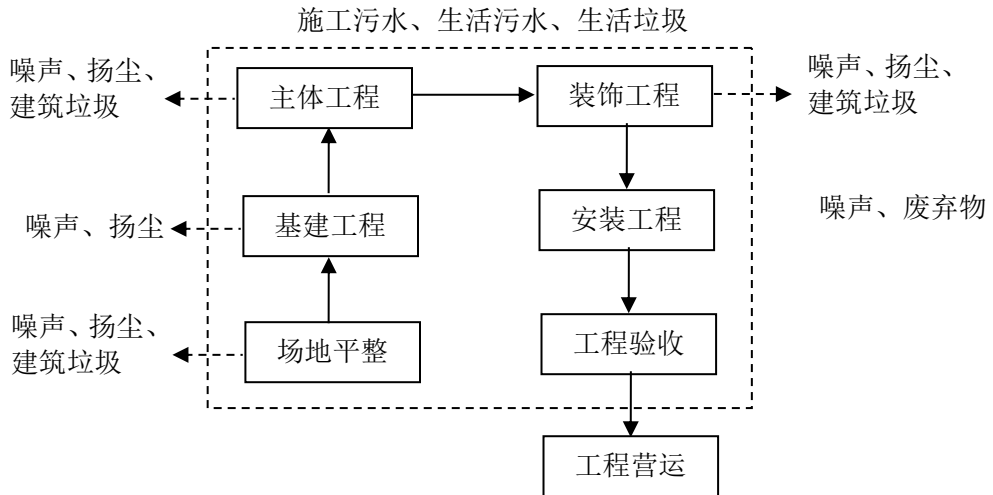 施工污水、生活污水、生活垃圾
噪声、扬尘、
建筑垃圾
主体工程
装饰工程
噪声、扬尘、
建筑垃圾
噪声、扬尘
基建工程
安装工程
噪声、废弃物
噪声、扬尘、
建筑垃圾
场地平整
工程验收
工程营运